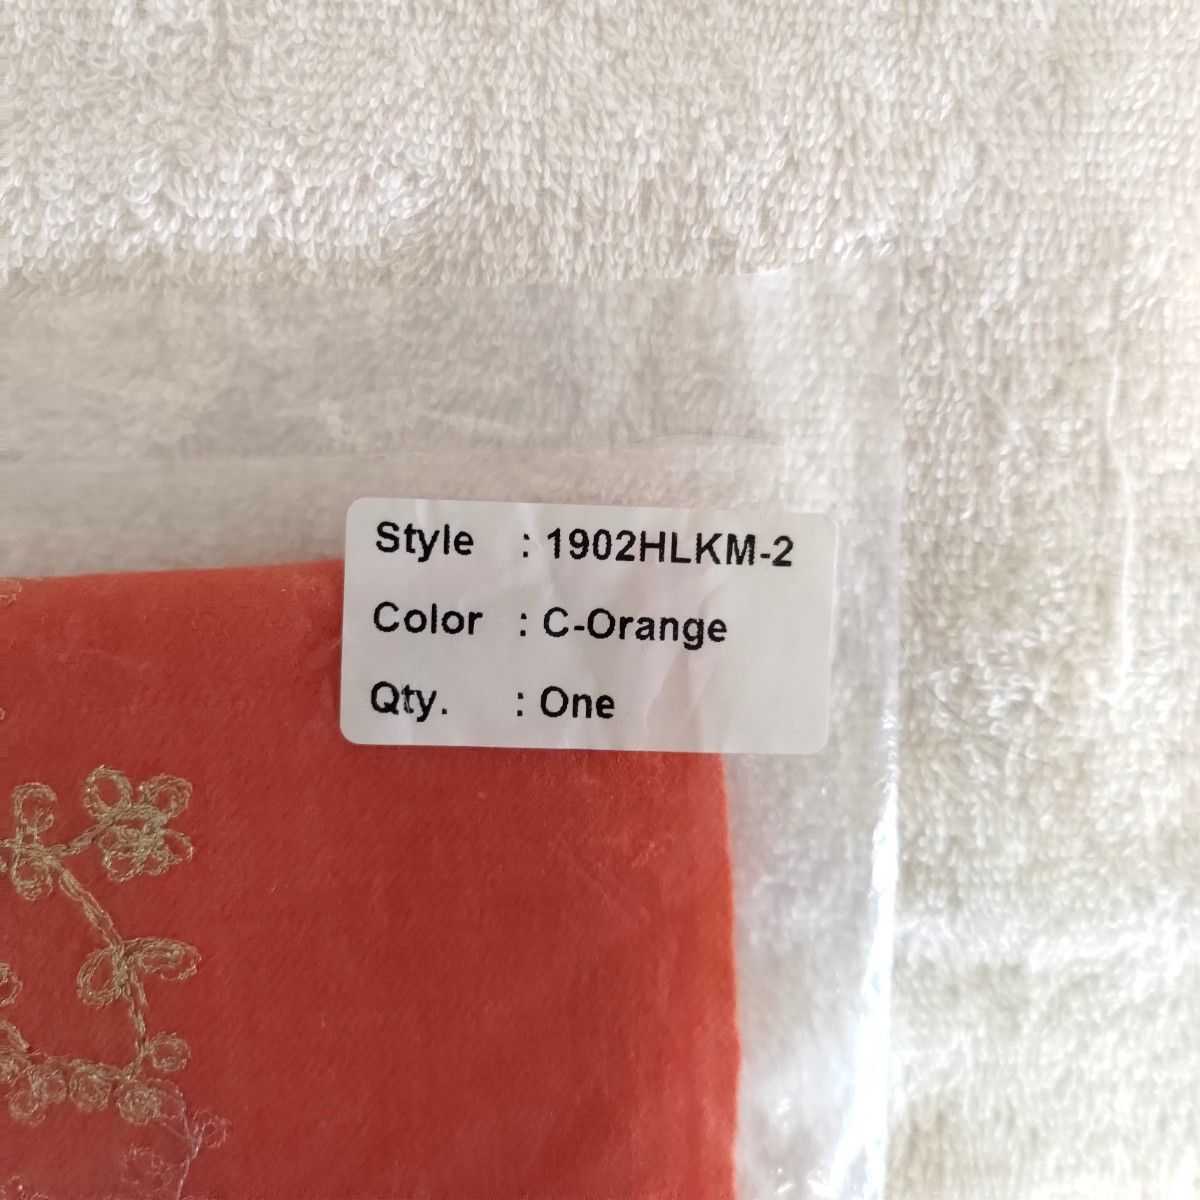 Style : 1902HLKM-2
Color : C-Orange
Qty. : One